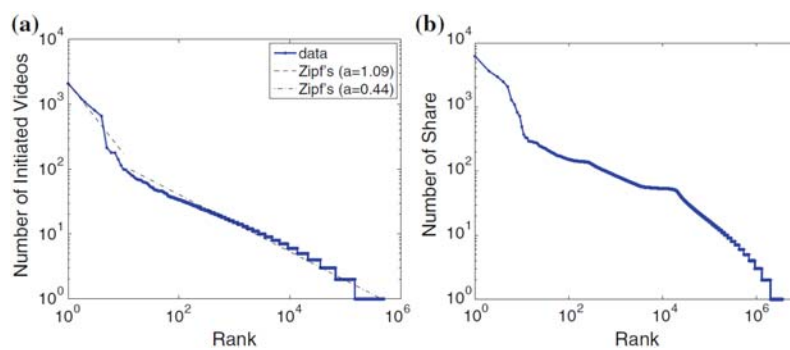 (a)
10^4
10^3
10^2
10^1
10^0
Number of Initiated Videos
data
Zipf's (a=1.09)
Zipf's (a=0.44)
10^0
10^2
10^4
10^6
Rank
(b)
10^4
10^3
10^2
10^1
10^0
Number of Share
10^0
10^2
10^4
10^6
Rank